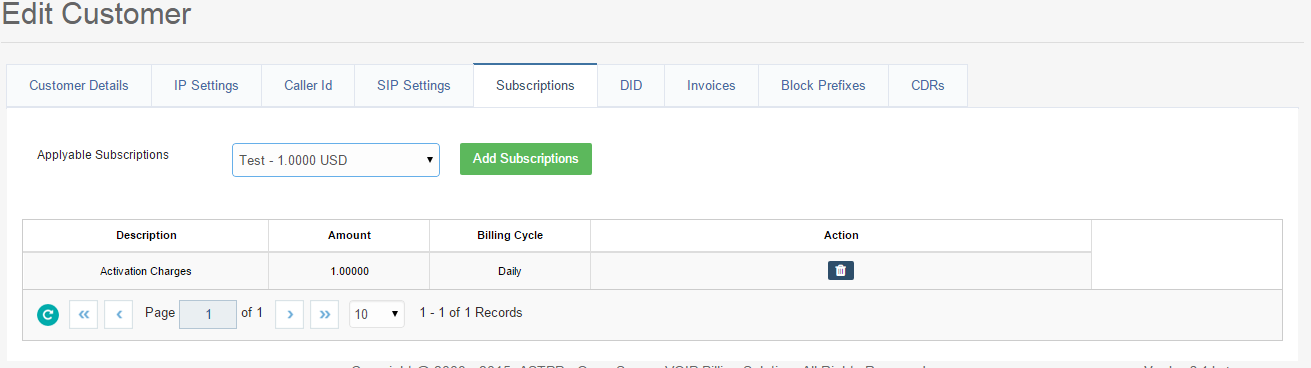 Edit Customer
Customer Details IP Settings Caller Id SIP Settings Subscriptions DID Invoices Block Prefixes CDRs
Applyable Subscriptions Test - 1.0000 USD Add Subscriptions
Description Amount Billing Cycle Action
Activation Charges 1.00000 Daily
Page 1 of 1 10 1 - 1 of 1 Records